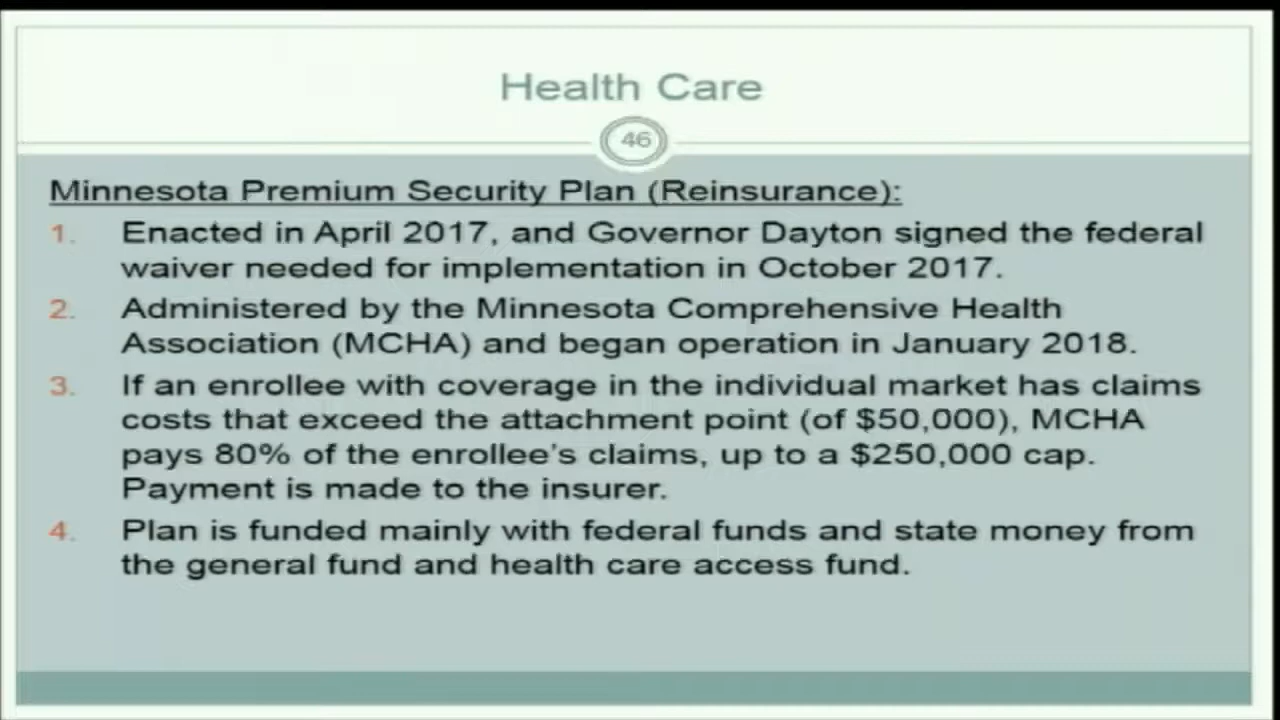 Health Care
46
Minnesota Premium Security Plan (Reinsurance):
1. Enacted in April 2017, and Governor Dayton signed the federal
waiver needed for implementation in October 2017.
2. Administered by the Minnesota Comprehensive Health
Association (MCHA) and began operation in January 2018.
3. If an enrollee with coverage in the individual market has claims
costs that exceed the attachment point (of $50,000), MCHA
pays 80% of the enrollee's claims, up to a $250,000 cap.
Payment is made to the insurer.
4. Plan is funded mainly with federal funds and state money from
the general fund and health care access fund.